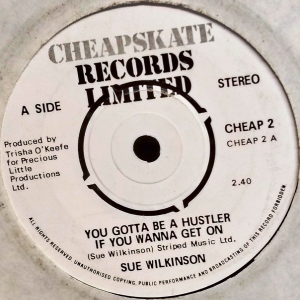 CHEAPSKATE
RECORDS
LIMITED
A SIDE
STEREO
Produced by
Trisha O'Keefe
for Precious
Little
Productions
Ltd.
CHEAP 2
CHEAP 2 A
2.40
YOU GOTTA BE A HUSTLER
IF YOU WANNA GET ON
(Sue Wilkinson) Striped Music Ltd.
SUE WILKINSON
ALL RIGHTS RESERVED. UNAUTHORISED COPYING, PUBLIC PERFORMANCE AND BROADCASTING OF THIS RECORD FORBIDDEN